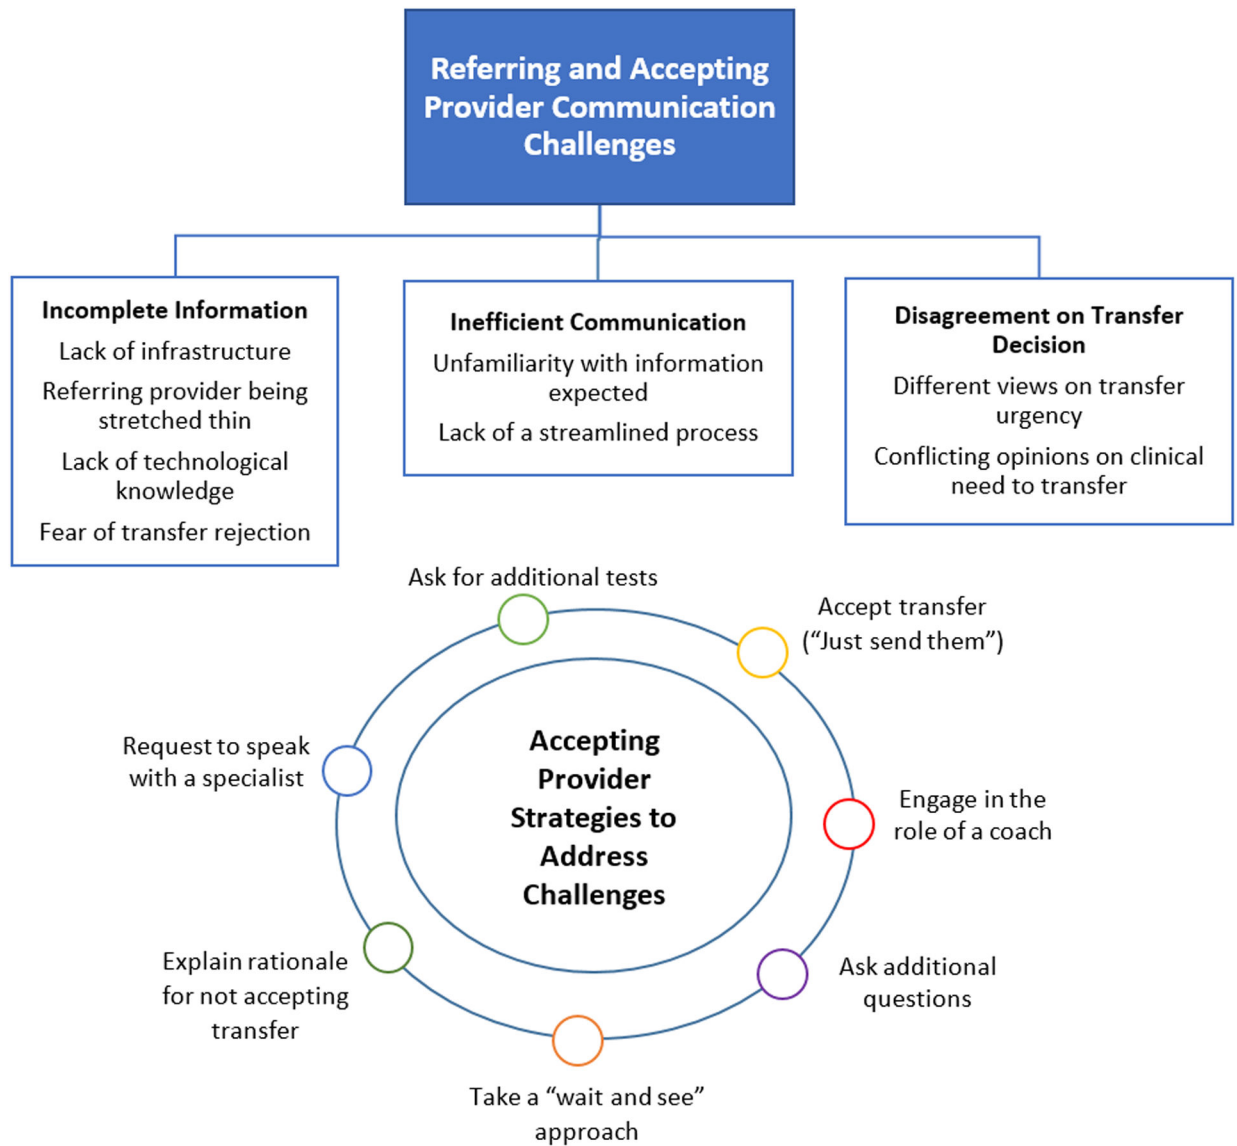 Referring and Accepting
Provider Communication
Challenges
Incomplete Information
Lack of infrastructure
Referring provider being
stretched thin
Lack of technological
knowledge
Fear of transfer rejection
Inefficient Communication
Unfamiliarity with information
expected
Lack of a streamlined process
Disagreement on Transfer
Decision
Different views on transfer
urgency
Conflicting opinions on clinical
need to transfer
Ask for additional tests
Accept transfer
(“Just send them”)
Request to speak
with a specialist
Accepting
Provider
Strategies to
Address
Challenges
Engage in the
role of a coach
Explain rationale
for not accepting
transfer
Ask additional
questions
Take a “wait and see”
approach